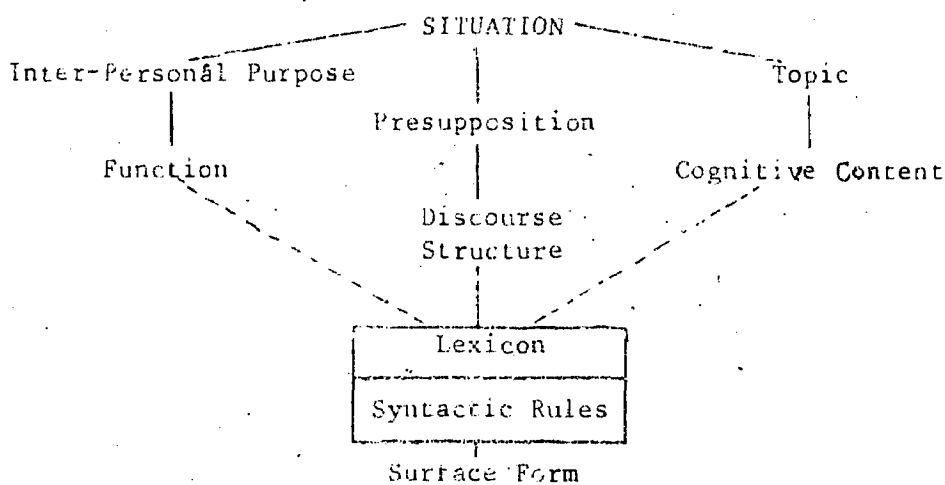 SITUATION
Inter-Personal Purpose
Topic
Presupposition
Function
Cognitive Content
Discourse
Structure
Lexicon
Syntactic Rules
Surface Form